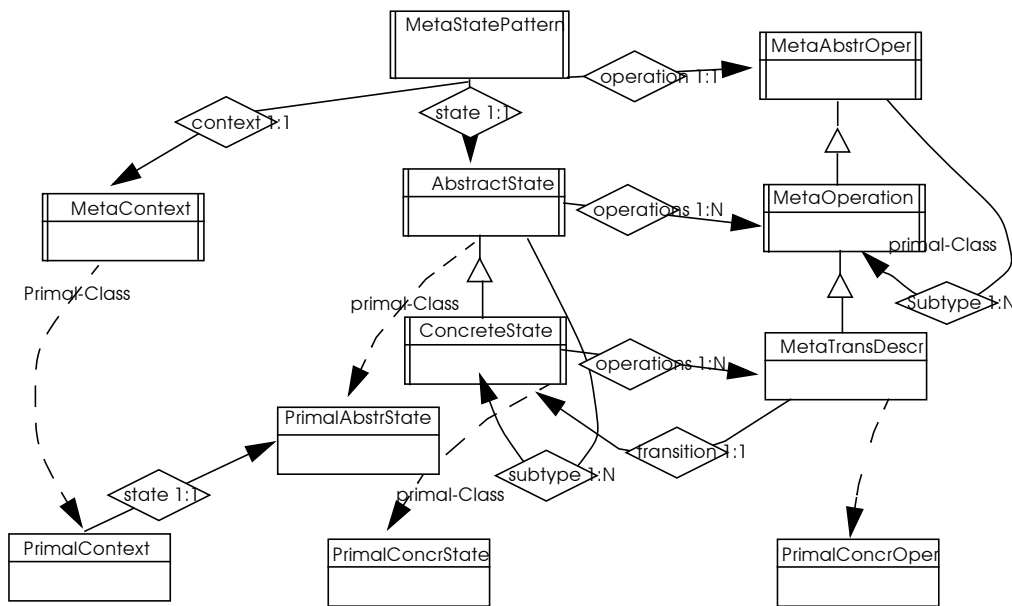 MetaStatePattern
MetaAbstrOper
operation 1:1
state 1:1
context 1:1
AbstractState
MetaOperation
MetaContext
operations 1:N
primal-Class
Primal-Class
primal-Class
Subtype 1:N
ConcreteState
MetaTransDescr
operations 1:N
PrimalAbstrState
transition 1:1
subtype 1:N
state 1:1
primal-Class
PrimalContext
PrimalConcrState
PrimalConcrOper